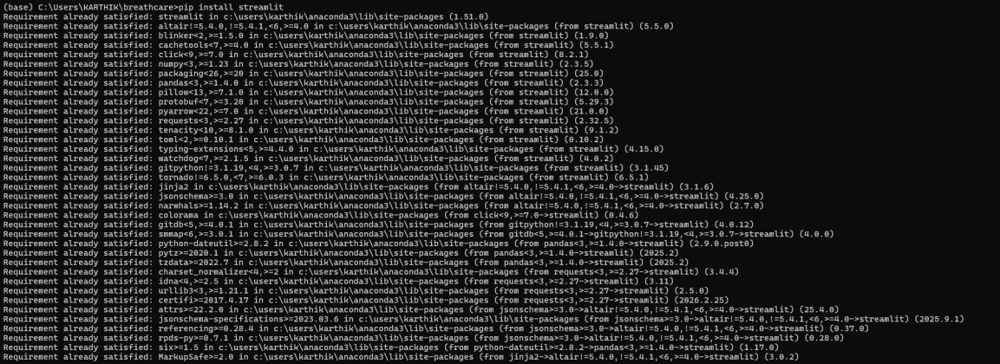 (base) C:\Users\KARTHIK\breathcare>pip install streamlit
Requirement already satisfied: streamlit in c:\users\karthik\anaconda3\lib\site-packages (1.51.0)
Requirement already satisfied: altair!=5.4.0,!=5.4.1,<6,>=4.0 in c:\users\karthik\anaconda3\lib\site-packages (from streamlit) (5.5.0)
Requirement already satisfied: blinker<2,>=1.5.0 in c:\users\karthik\anaconda3\lib\site-packages (from streamlit) (1.9.0)
Requirement already satisfied: cachetools<7,>=4.0 in c:\users\karthik\anaconda3\lib\site-packages (from streamlit) (5.5.1)
Requirement already satisfied: click<9,>=7.0 in c:\users\karthik\anaconda3\lib\site-packages (from streamlit) (8.2.1)
Requirement already satisfied: numpy<3,>=1.23 in c:\users\karthik\anaconda3\lib\site-packages (from streamlit) (2.3.5)
Requirement already satisfied: packaging<26,>=20 in c:\users\karthik\anaconda3\lib\site-packages (from streamlit) (25.0)
Requirement already satisfied: pandas<3,>=1.4.0 in c:\users\karthik\anaconda3\lib\site-packages (from streamlit) (2.3.3)
Requirement already satisfied: pillow<13,>=7.1.0 in c:\users\karthik\anaconda3\lib\site-packages (from streamlit) (12.0.0)
Requirement already satisfied: protobuf<7,>=3.20 in c:\users\karthik\anaconda3\lib\site-packages (from streamlit) (5.29.3)
Requirement already satisfied: pyarrow<22,>=7.0 in c:\users\karthik\anaconda3\lib\site-packages (from streamlit) (21.0.0)
Requirement already satisfied: requests<3,>=2.27 in c:\users\karthik\anaconda3\lib\site-packages (from streamlit) (2.32.5)
Requirement already satisfied: tenacity<10,>=8.1.0 in c:\users\karthik\anaconda3\lib\site-packages (from streamlit) (9.1.2)
Requirement already satisfied: toml<2,>=0.10.1 in c:\users\karthik\anaconda3\lib\site-packages (from streamlit) (0.10.2)
Requirement already satisfied: typing-extensions<5,>=4.4.0 in c:\users\karthik\anaconda3\lib\site-packages (from streamlit) (4.15.0)
Requirement already satisfied: watchdog<7,>=2.1.5 in c:\users\karthik\anaconda3\lib\site-packages (from streamlit) (4.0.2)
Requirement already satisfied: gitpython!=3.1.19,<4,>=3.0.7 in c:\users\karthik\anaconda3\lib\site-packages (from streamlit) (3.1.45)
Requirement already satisfied: tornado!=6.5.0,<7,>=6.0.3 in c:\users\karthik\anaconda3\lib\site-packages (from streamlit) (6.5.1)
Requirement already satisfied: jinja2 in c:\users\karthik\anaconda3\lib\site-packages (from altair!=5.4.0,!=5.4.1,<6,>=4.0->streamlit) (3.1.6)
Requirement already satisfied: jsonschema>=3.0 in c:\users\karthik\anaconda3\lib\site-packages (from altair!=5.4.0,!=5.4.1,<6,>=4.0->streamlit) (4.25.0)
Requirement already satisfied: narwhals>=1.14.2 in c:\users\karthik\anaconda3\lib\site-packages (from altair!=5.4.0,!=5.4.1,<6,>=4.0->streamlit) (2.7.0)
Requirement already satisfied: colorama in c:\users\karthik\anaconda3\lib\site-packages (from click<9,>=7.0->streamlit) (0.4.6)
Requirement already satisfied: gitdb<5,>=4.0.1 in c:\users\karthik\anaconda3\lib\site-packages (from gitpython!=3.1.19,<4,>=3.0.7->streamlit) (4.0.12)
Requirement already satisfied: smmap<6,>=3.0.1 in c:\users\karthik\anaconda3\lib\site-packages (from gitdb<5,>=4.0.1->gitpython!=3.1.19,<4,>=3.0.7->streamlit) (4.0.0)
Requirement already satisfied: python-dateutil>=2.8.2 in c:\users\karthik\anaconda3\lib\site-packages (from pandas<3,>=1.4.0->streamlit) (2.9.0.post0)
Requirement already satisfied: pytz>=2020.1 in c:\users\karthik\anaconda3\lib\site-packages (from pandas<3,>=1.4.0->streamlit) (2025.2)
Requirement already satisfied: tzdata>=2022.7 in c:\users\karthik\anaconda3\lib\site-packages (from pandas<3,>=1.4.0->streamlit) (2025.2)
Requirement already satisfied: charset_normalizer<4,>=2 in c:\users\karthik\anaconda3\lib\site-packages (from requests<3,>=2.27->streamlit) (3.4.4)
Requirement already satisfied: idna<4,>=2.5 in c:\users\karthik\anaconda3\lib\site-packages (from requests<3,>=2.27->streamlit) (3.11)
Requirement already satisfied: urllib3<3,>=1.21.1 in c:\users\karthik\anaconda3\lib\site-packages (from requests<3,>=2.27->streamlit) (2.5.0)
Requirement already satisfied: certifi>=2017.4.17 in c:\users\karthik\anaconda3\lib\site-packages (from requests<3,>=2.27->streamlit) (2026.2.25)
Requirement already satisfied: attrs>=22.2.0 in c:\users\karthik\anaconda3\lib\site-packages (from jsonschema>=3.0->altair!=5.4.0,!=5.4.1,<6,>=4.0->streamlit) (25.4.0)
Requirement already satisfied: jsonschema-specifications>=2023.03.6 in c:\users\karthik\anaconda3\lib\site-packages (from jsonschema>=3.0->altair!=5.4.0,!=5.4.1,<6,>=4.0->streamlit) (2025.9.1)
Requirement already satisfied: referencing>=0.28.4 in c:\users\karthik\anaconda3\lib\site-packages (from jsonschema>=3.0->altair!=5.4.0,!=5.4.1,<6,>=4.0->streamlit) (0.37.0)
Requirement already satisfied: rpds-py>=0.7.1 in c:\users\karthik\anaconda3\lib\site-packages (from jsonschema>=3.0->altair!=5.4.0,!=5.4.1,<6,>=4.0->streamlit) (0.28.0)
Requirement already satisfied: six>=1.5 in c:\users\karthik\anaconda3\lib\site-packages (from python-dateutil>=2.8.2->pandas<3,>=1.4.0->streamlit) (1.17.0)
Requirement already satisfied: MarkupSafe>=2.0 in c:\users\karthik\anaconda3\lib\site-packages (from jinja2->altair!=5.4.0,!=5.4.1,<6,>=4.0->streamlit) (3.0.2)